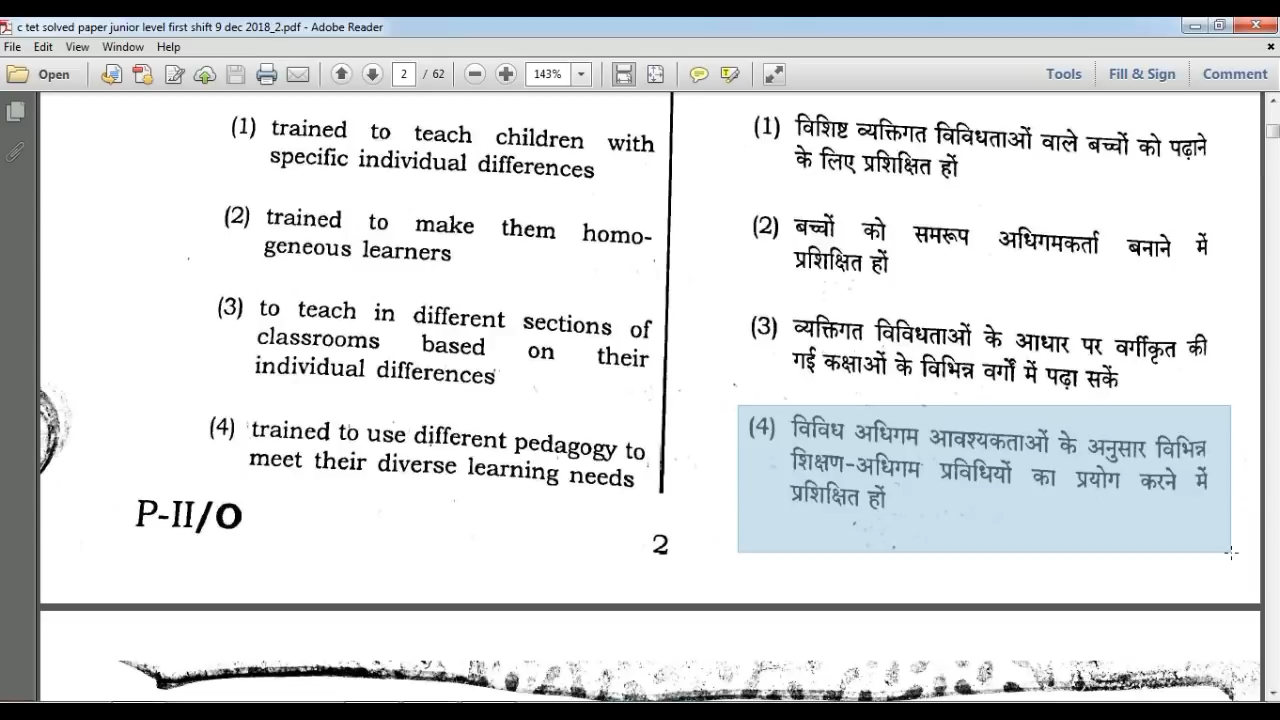 c tet solved paper junior level first shift 9 dec 2018_2.pdf - Adobe Reader
File Edit View Window Help
Open 2 / 62 143% Tools Fill & Sign Comment
(1) trained to teach children with
specific individual differences
(2) trained to make them homo-
geneous learners
(3) to teach in different sections of
classrooms based on their
individual differences
(4) trained to use different pedagogy to
meet their diverse learning needs
P-II/O
(1) विशिष्ट व्यक्तिगत विविधताओं वाले बच्चों को पढ़ाने
के लिए प्रशिक्षित हों
(2) बच्चों को समरूप अधिगमकर्ता बनाने में
प्रशिक्षित हों
(3) व्यक्तिगत विविधताओं के आधार पर वर्गीकृत की
गई कक्षाओं के विभिन्न वर्गों में पढ़ा सकें
(4) विविध अधिगम आवश्यकताओं के अनुसार विभिन्न
शिक्षण-अधिगम प्रविधियों का प्रयोग करने में
प्रशिक्षित हों
2